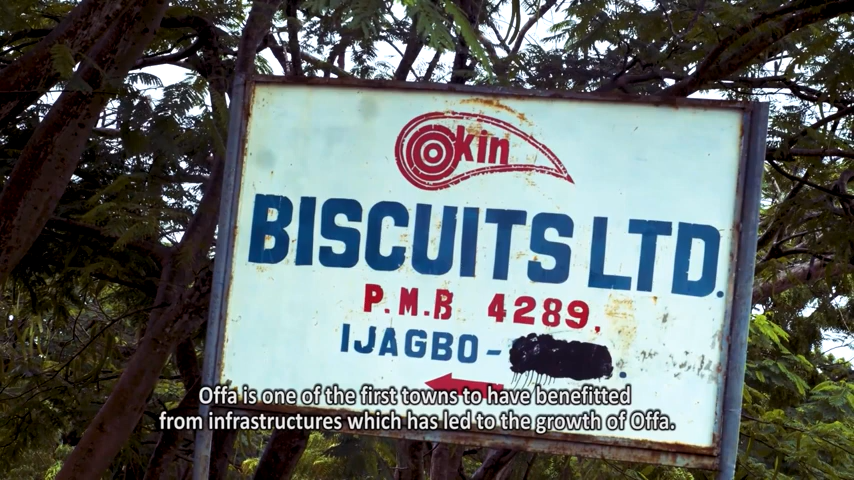 Okin
BISCUITS LTD.
P.M.B 4289,
IJAGBO-
Offa is one of the first towns to have benefitted
from infrastructures which has led to the growth of Offa.